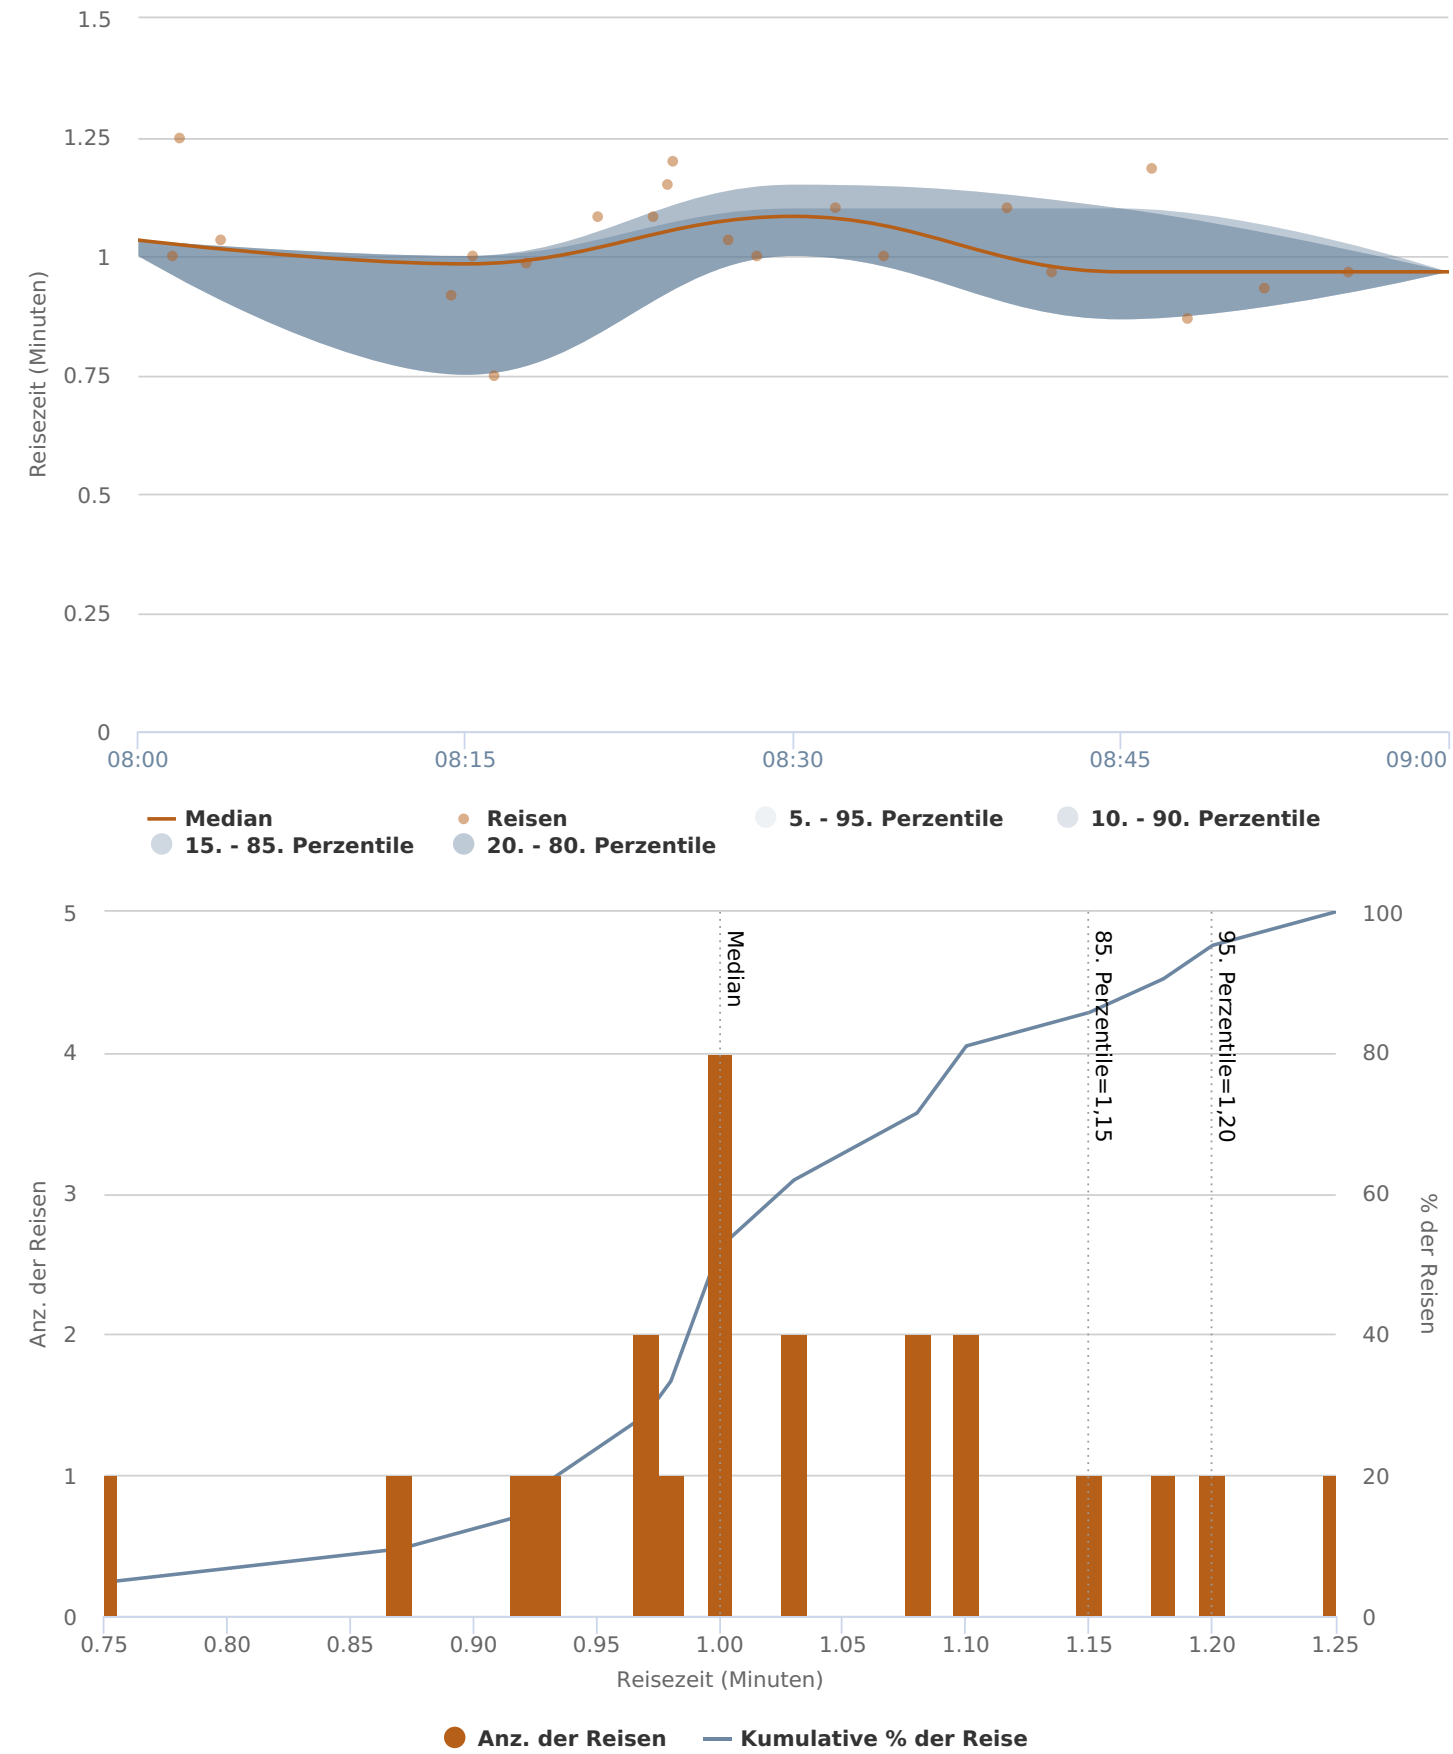 1.5
1.25
1
0.75
0.5
0.25
0
Reisezeit (Minuten)
08:00 08:15 08:30 08:45 09:00
Median Reisen 5. - 95. Perzentile 10. - 90. Perzentile
15. - 85. Perzentile 20. - 80. Perzentile
5
4
3
2
1
0
Anz. der Reisen
Median
85. Perzentile=1,15
95. Perzentile=1,20
100
80
60
40
20
0
% der Reisen
0.75 0.80 0.85 0.90 0.95 1.00 1.05 1.10 1.15 1.20 1.25
Reisezeit (Minuten)
Anz. der Reisen Kumulative % der Reise